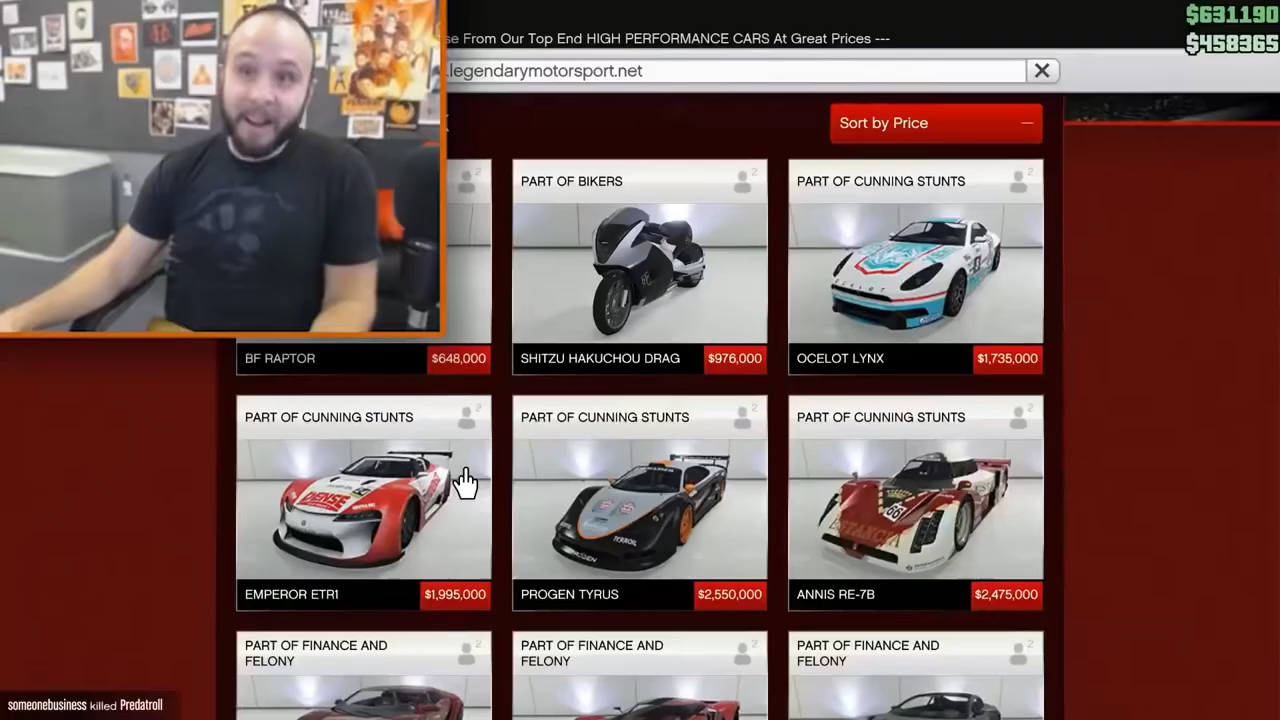 $631190
$458365
se From Our Top End HIGH PERFORMANCE CARS At Great Prices ---
.legendarymotorsport.net
Sort by Price
PART OF BIKERS
PART OF CUNNING STUNTS
BF RAPTOR $648,000
SHITZU HAKUCHOU DRAG $976,000
OCELOT LYNX $1,735,000
PART OF CUNNING STUNTS
PART OF CUNNING STUNTS
PART OF CUNNING STUNTS
EMPEROR ETR1 $1,995,000
PROGEN TYRUS $2,550,000
ANNIS RE-7B $2,475,000
PART OF FINANCE AND
FELONY
PART OF FINANCE AND
FELONY
PART OF FINANCE AND
FELONY
someonebusiness killed Predatroll